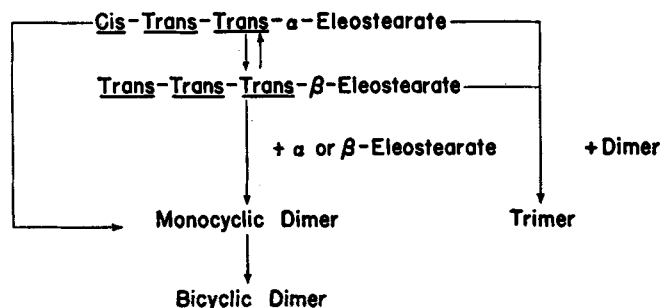 Cis-Trans-Trans-α-Eleostearate
Trans-Trans-Trans-β-Eleostearate
+ α or β-Eleostearate
+Dimer
Monocyclic Dimer
Trimer
Bicyclic Dimer